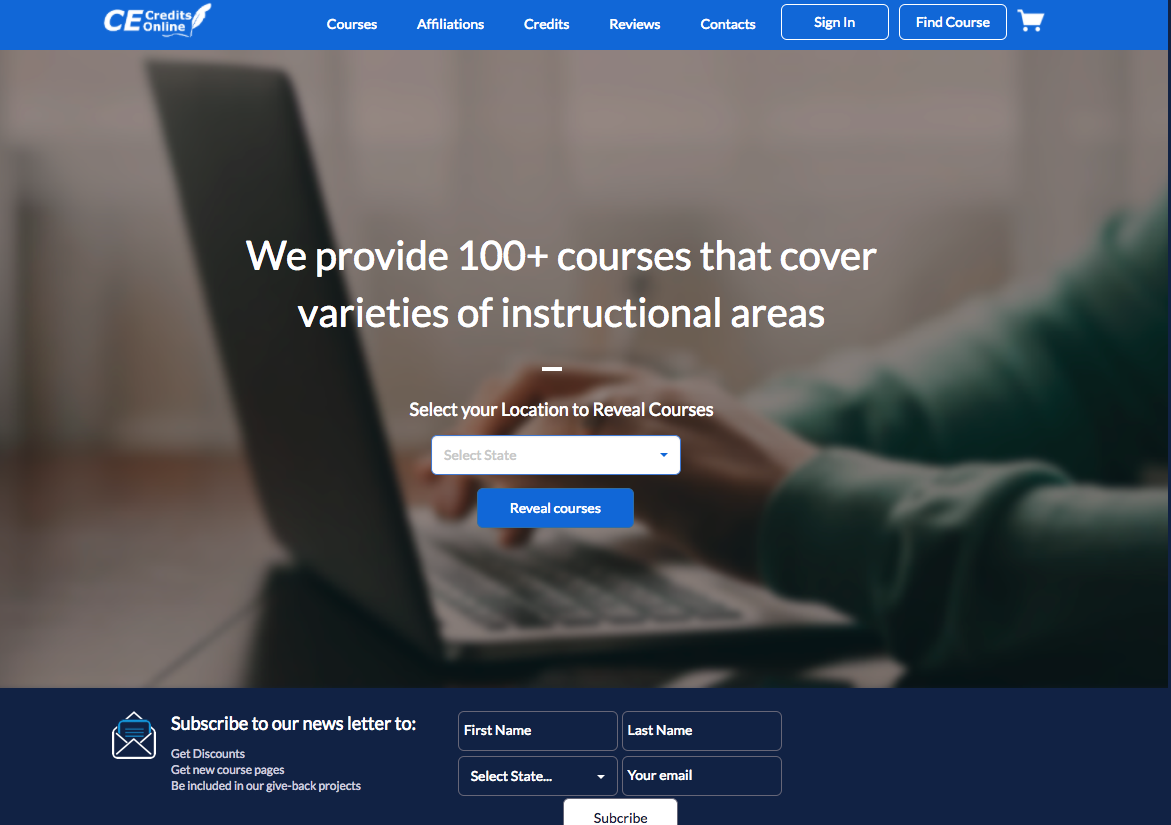 CE Credits Online
Courses
Affiliations
Credits
Reviews
Contacts
Sign In
Find Course
We provide 100+ courses that cover
varieties of instructional areas
Select your Location to Reveal Courses
Select State
Reveal courses
Subscribe to our news letter to:
Get Discounts
Get new course pages
Be included in our give-back projects
First Name
Last Name
Select State...
Your email
Subcribe